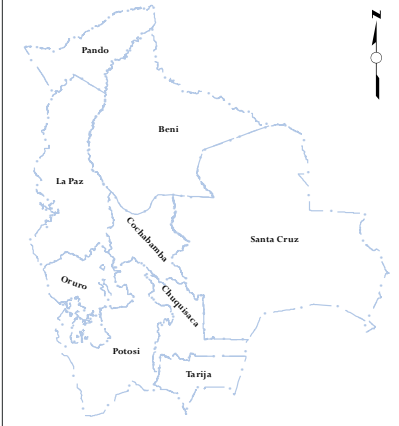 N
Pando
Beni
La Paz
Cochabamba
Santa Cruz
Oruro
Chuquisaca
Potosi
Tarija